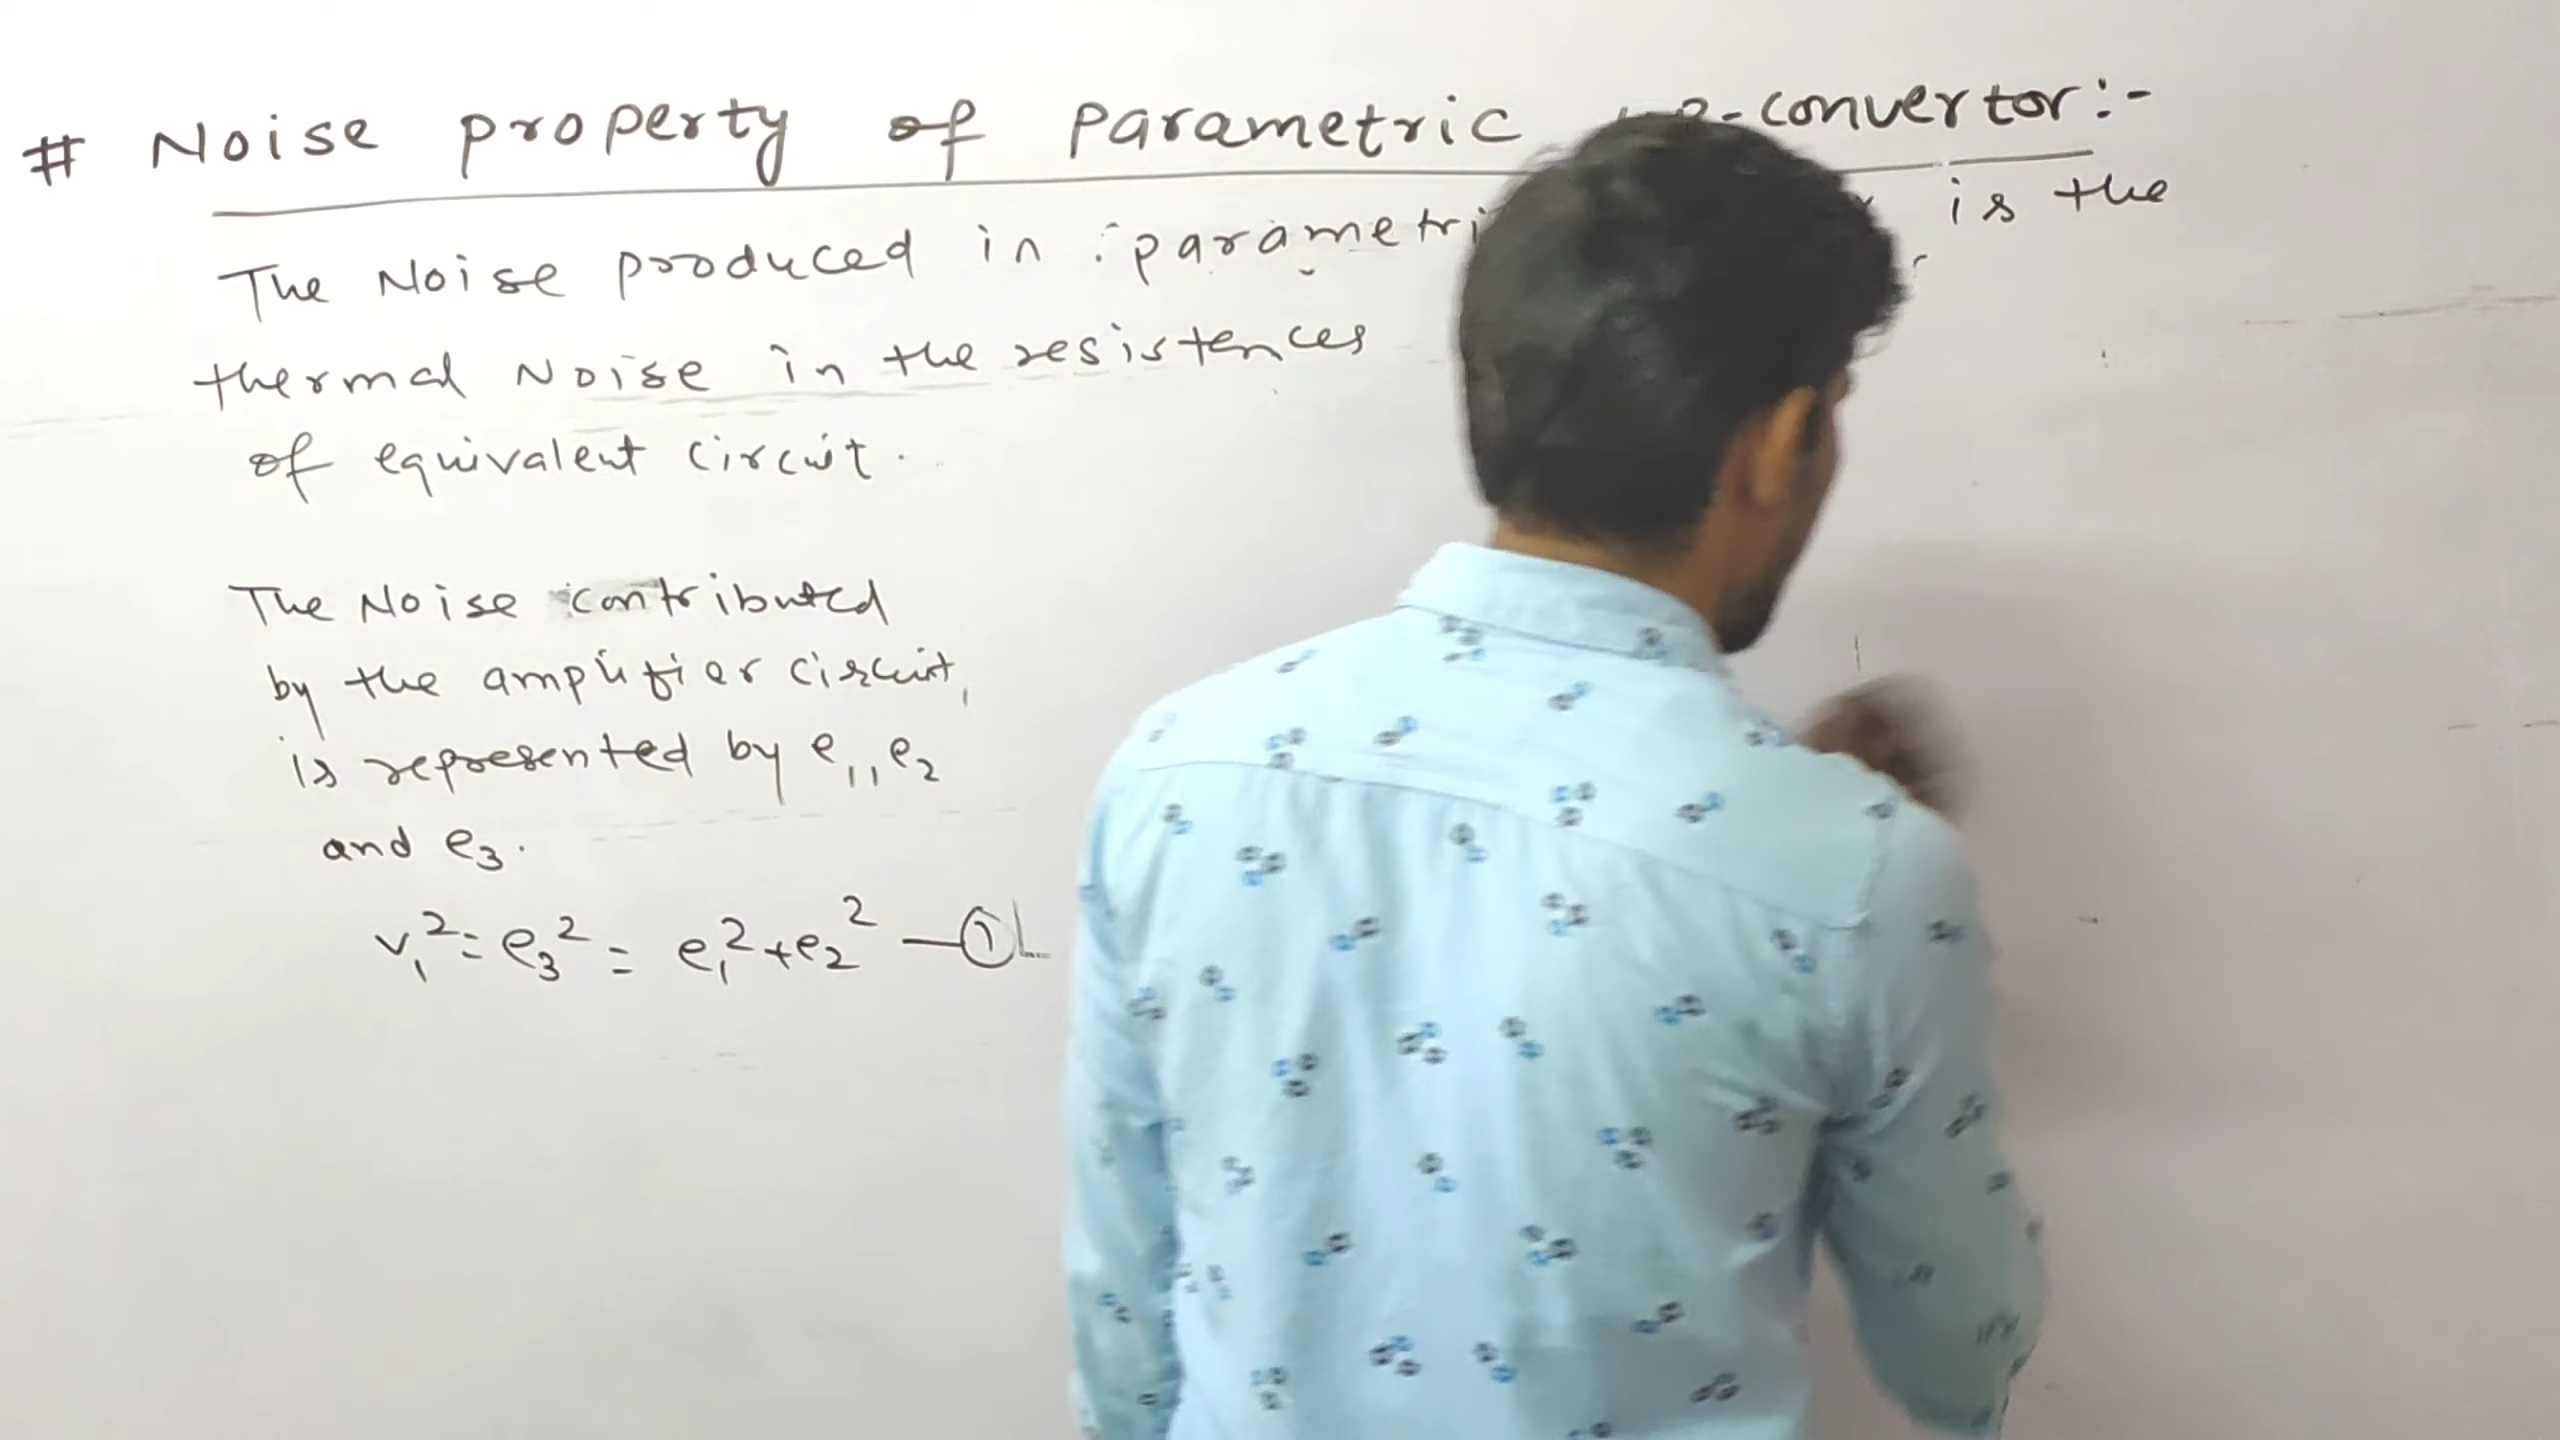 # Noise property of parametric -convertor:-
The Noise produced in parametri is the
thermal Noise in the resistences
of equivalent circuit.
The Noise contributed
by the amplifier circuit,
is represented by e₁, e₂
and e₃.
v₁² = e₃² = e₁² + e₂² — ①